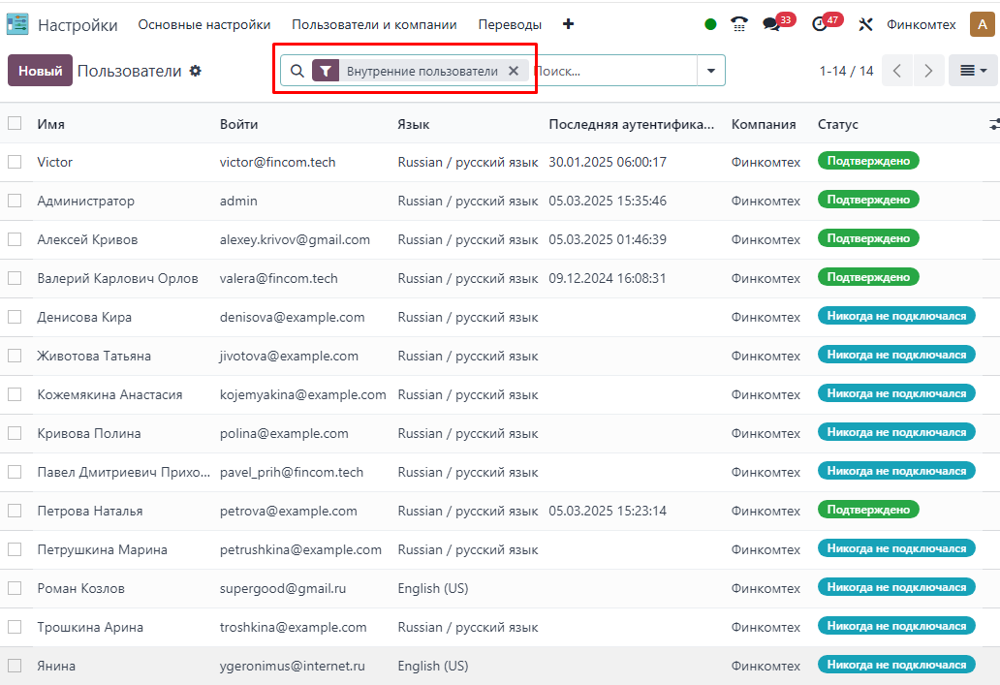 Настройки Основные настройки Пользователи и компании Переводы 33 47 Финкомтех A
Новый Пользователи Внутренние пользователи Поиск... 1-14 / 14
Имя Войти Язык Последняя аутентифика... Компания Статус
Victor victor@fincom.tech Russian / русский язык 30.01.2025 06:00:17 Финкомтех Подтверждено
Администратор admin Russian / русский язык 05.03.2025 15:35:46 Финкомтех Подтверждено
Алексей Кривов alexey.krivov@gmail.com Russian / русский язык 05.03.2025 01:46:39 Финкомтех Подтверждено
Валерий Карлович Орлов valera@fincom.tech Russian / русский язык 09.12.2024 16:08:31 Финкомтех Подтверждено
Денисова Кира denisova@example.com Russian / русский язык Финкомтех Никогда не подключался
Животова Татьяна jivotova@example.com Russian / русский язык Финкомтех Никогда не подключался
Кожемякина Анастасия kojemyakina@example.com Russian / русский язык Финкомтех Никогда не подключался
Кривова Полина polina@example.com Russian / русский язык Финкомтех Никогда не подключался
Павел Дмитриевич Прихо... pavel_prih@fincom.tech Russian / русский язык Финкомтех Никогда не подключался
Петрова Наталья petrova@example.com Russian / русский язык 05.03.2025 15:23:14 Финкомтех Подтверждено
Петрушкина Марина petrushkina@example.com Russian / русский язык Финкомтех Никогда не подключался
Роман Козлов supergood@gmail.ru English (US) Финкомтех Никогда не подключался
Трошкина Арина troshkina@example.com Russian / русский язык Финкомтех Никогда не подключался
Янина ygeronimus@internet.ru English (US) Финкомтех Никогда не подключался